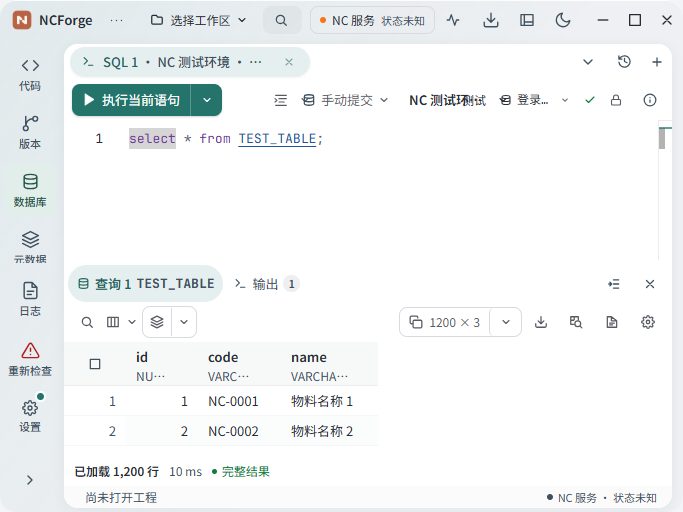 NCForge ··· 选择工作区 NC 服务 状态未知
代码
版本
数据库
元数据
日志
重新检查
设置
SQL 1 · NC 测试环境 · ···
执行当前语句 手动提交 NC 测试环 测试 登录...
1 select * from TEST_TABLE;
查询 1 TEST_TABLE 输出 1
1200 × 3
id code name
NU··· VARC··· VARCHA···
1 1 NC-0001 物料名称 1
2 2 NC-0002 物料名称 2
已加载 1,200 行 10 ms 完整结果
尚未打开工程 NC 服务 · 状态未知